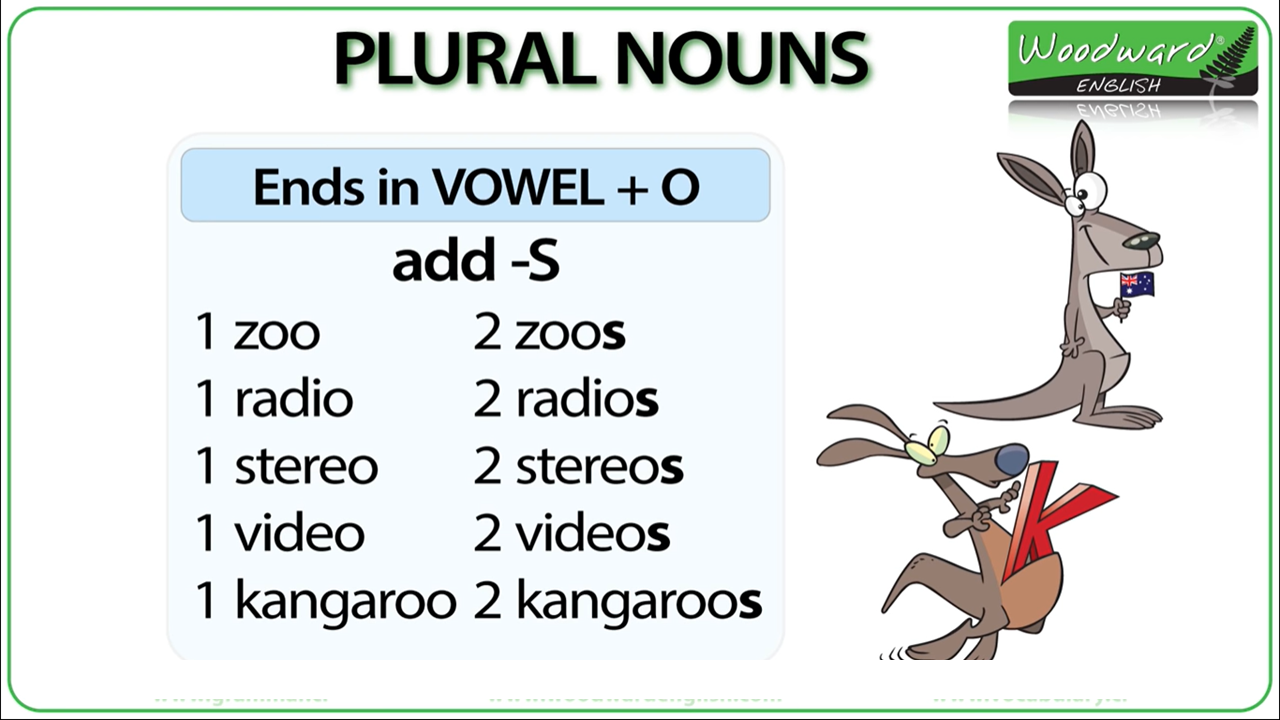 PLURAL NOUNS
Woodward®
ENGLISH
Ends in VOWEL + O
add -S
1 zoo 2 zoos
1 radio 2 radios
1 stereo 2 stereos
1 video 2 videos
1 kangaroo 2 kangaroos
K